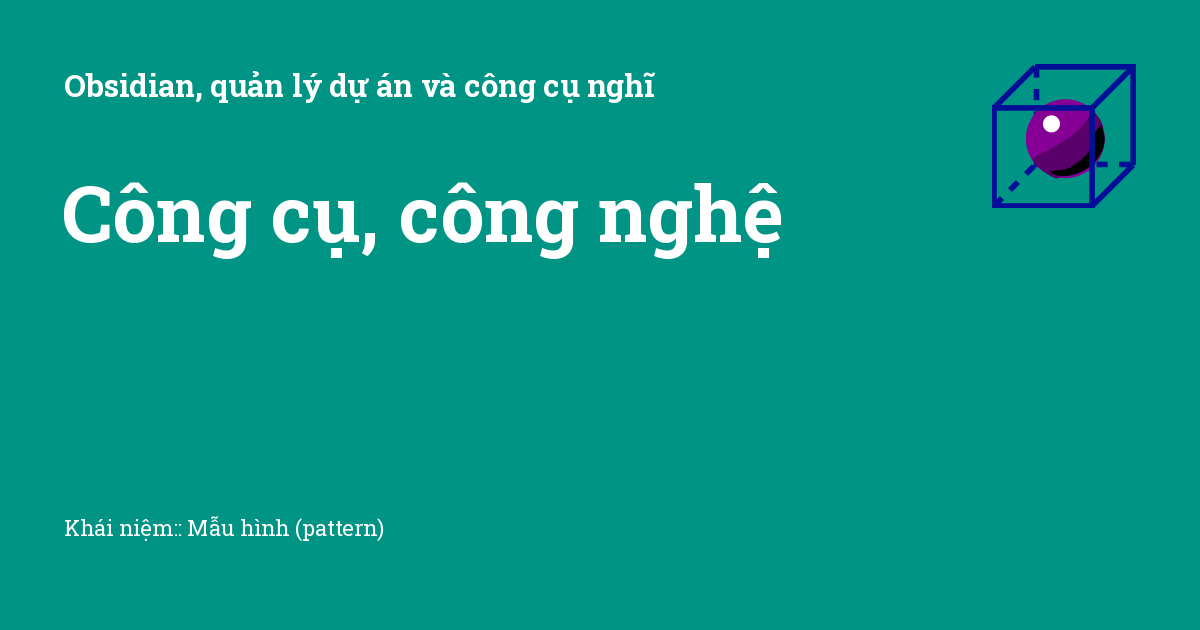 Obsidian, quản lý dự án và công cụ nghĩ
Công cụ, công nghệ
Khái niệm:: Mẫu hình (pattern)